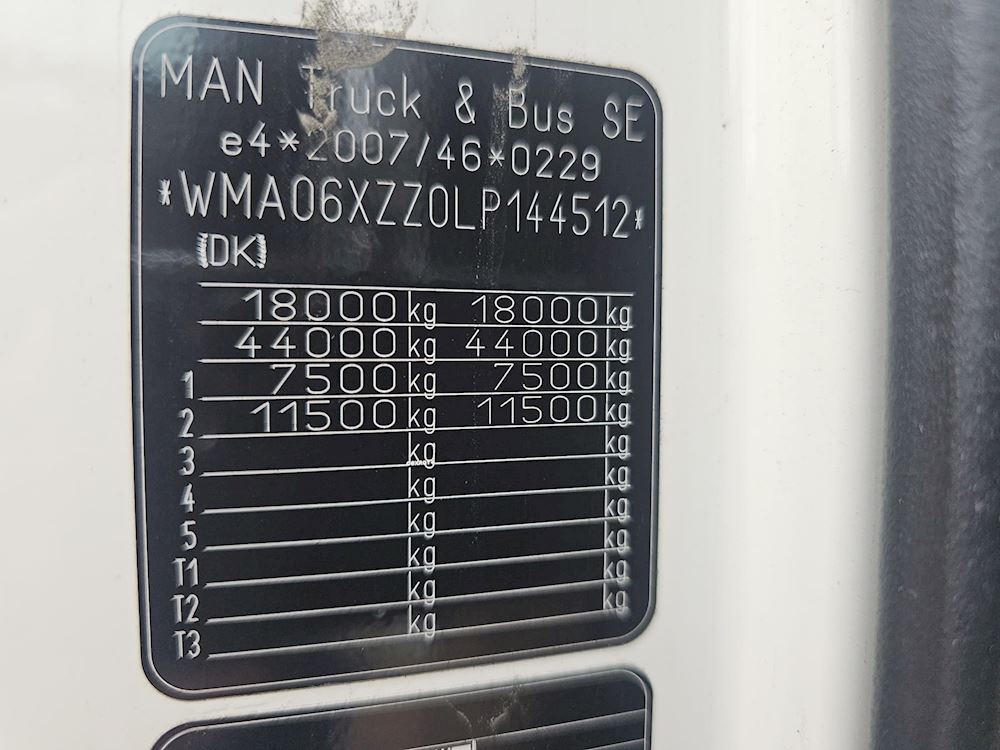 MAN Truck & Bus SE
e4*2007/46*0229
*WMA06XZZ0LP144512*
(DK)
18000 kg 18000 kg
44000 kg 44000 kg
1 7500 kg 7500 kg
2 11500 kg 11500 kg
3 kg kg
4 kg kg
5 kg kg
T1 kg kg
T2 kg kg
T3 kg kg